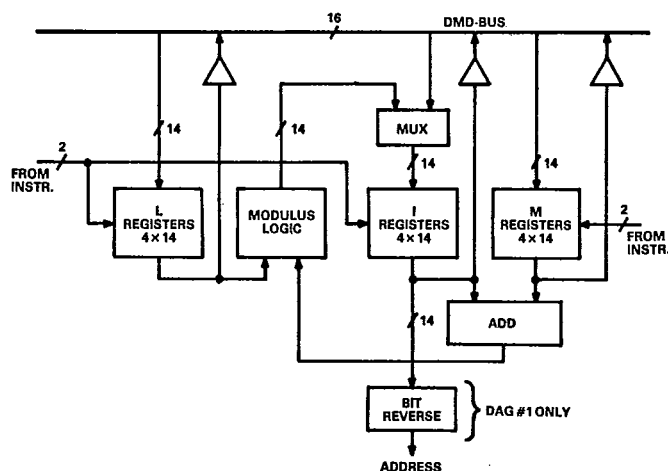 16
DMD-BUS
14
14
MUX
14
14
2
FROM
INSTR.
L
REGISTERS
4 × 14
MODULUS
LOGIC
I
REGISTERS
4 × 14
M
REGISTERS
4 × 14
2
FROM
INSTR.
14
ADD
BIT
REVERSE
DAG #1 ONLY
ADDRESS